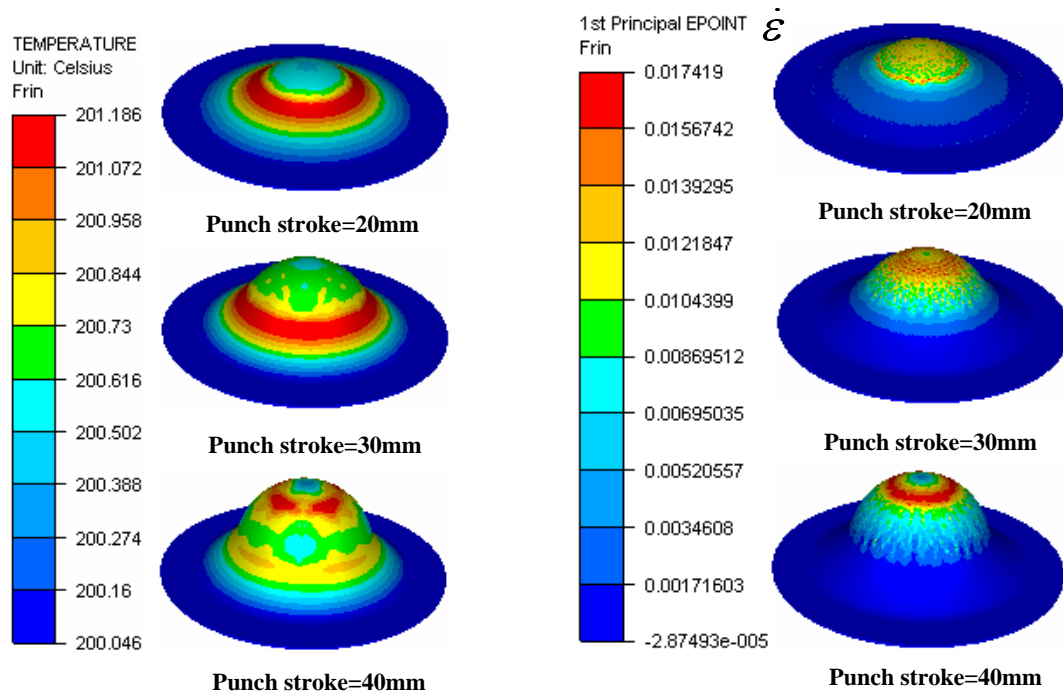 TEMPERATURE
Unit: Celsius
Frin
201.186
201.072
200.958
200.844
200.73
200.616
200.502
200.388
200.274
200.16
200.046
Punch stroke=20mm
Punch stroke=30mm
Punch stroke=40mm
1st Principal EPOINT
Frin
ε̇
0.017419
0.0156742
0.0139295
0.0121847
0.0104399
0.00869512
0.00695035
0.00520557
0.0034608
0.00171603
-2.87493e-005
Punch stroke=20mm
Punch stroke=30mm
Punch stroke=40mm